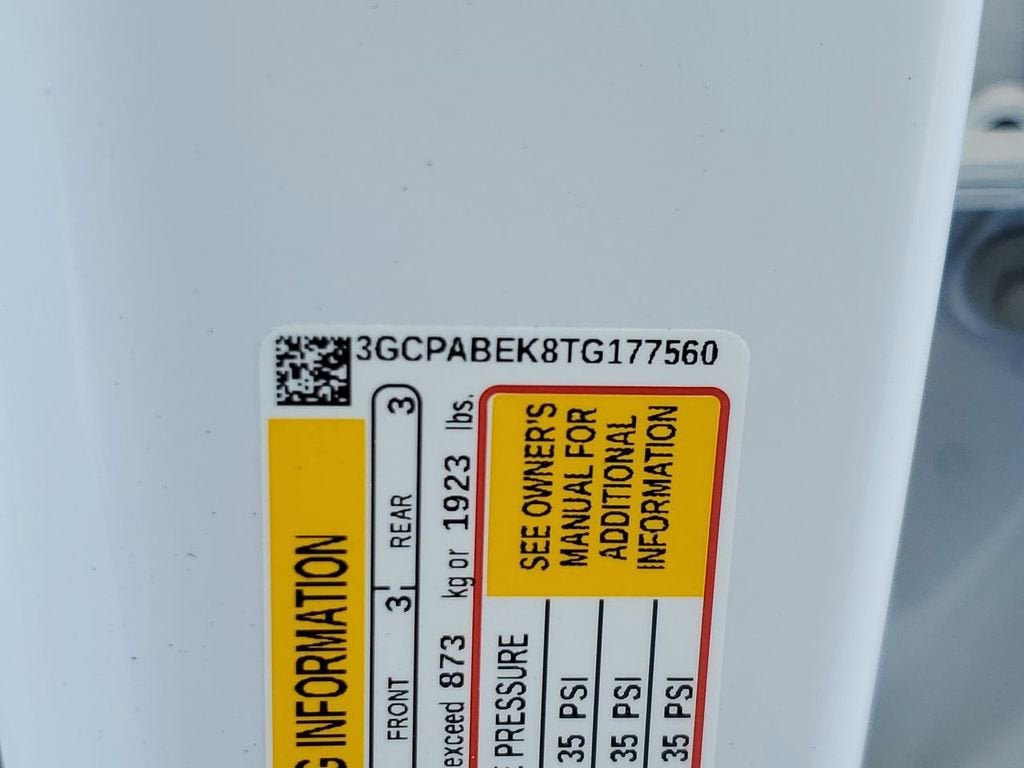 3GCPABEK8TG177560
G INFORMATION
FRONT 3 REAR 3
exceed 873 kg or 1923 lbs.
PRESSURE
35 PSI
35 PSI
35 PSI
SEE OWNER'S
MANUAL FOR
ADDITIONAL
INFORMATION